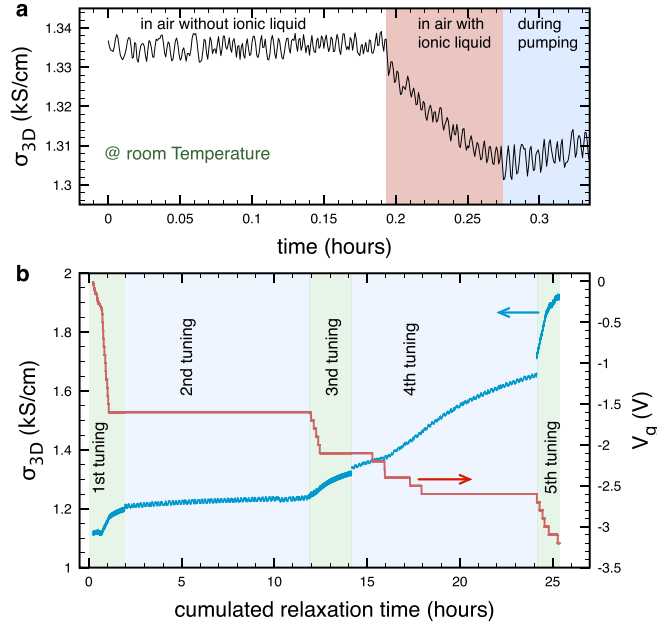 a
in air without ionic liquid
in air with
ionic liquid
during
pumping
σ3D (kS/cm)
1.34
1.33
1.32
1.31
1.3
@ room Temperature
0
0.05
0.1
0.15
0.2
0.25
0.3
time (hours)
b
σ3D (kS/cm)
2
1.8
1.6
1.4
1.2
1
1st tuning
2nd tuning
3rd tuning
4th tuning
5th tuning
0
-0.5
-1
-1.5
-2
-2.5
-3
-3.5
Vg (V)
0
5
10
15
20
25
cumulated relaxation time (hours)